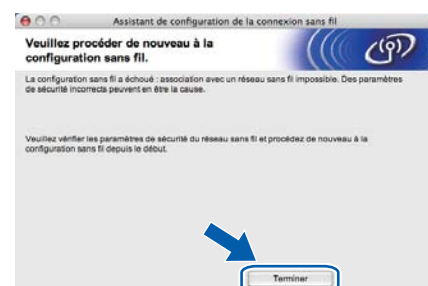 Assistant de configuration de la connexion sans fil
Veuillez procéder de nouveau à la
configuration sans fil.
La configuration sans fil a échoué : association avec un réseau sans fil impossible. Des paramètres
de sécurité incorrects peuvent en être la cause.
Veuillez vérifier les paramètres de sécurité du réseau sans fil et procédez de nouveau à la
configuration sans fil depuis le début.
Terminer